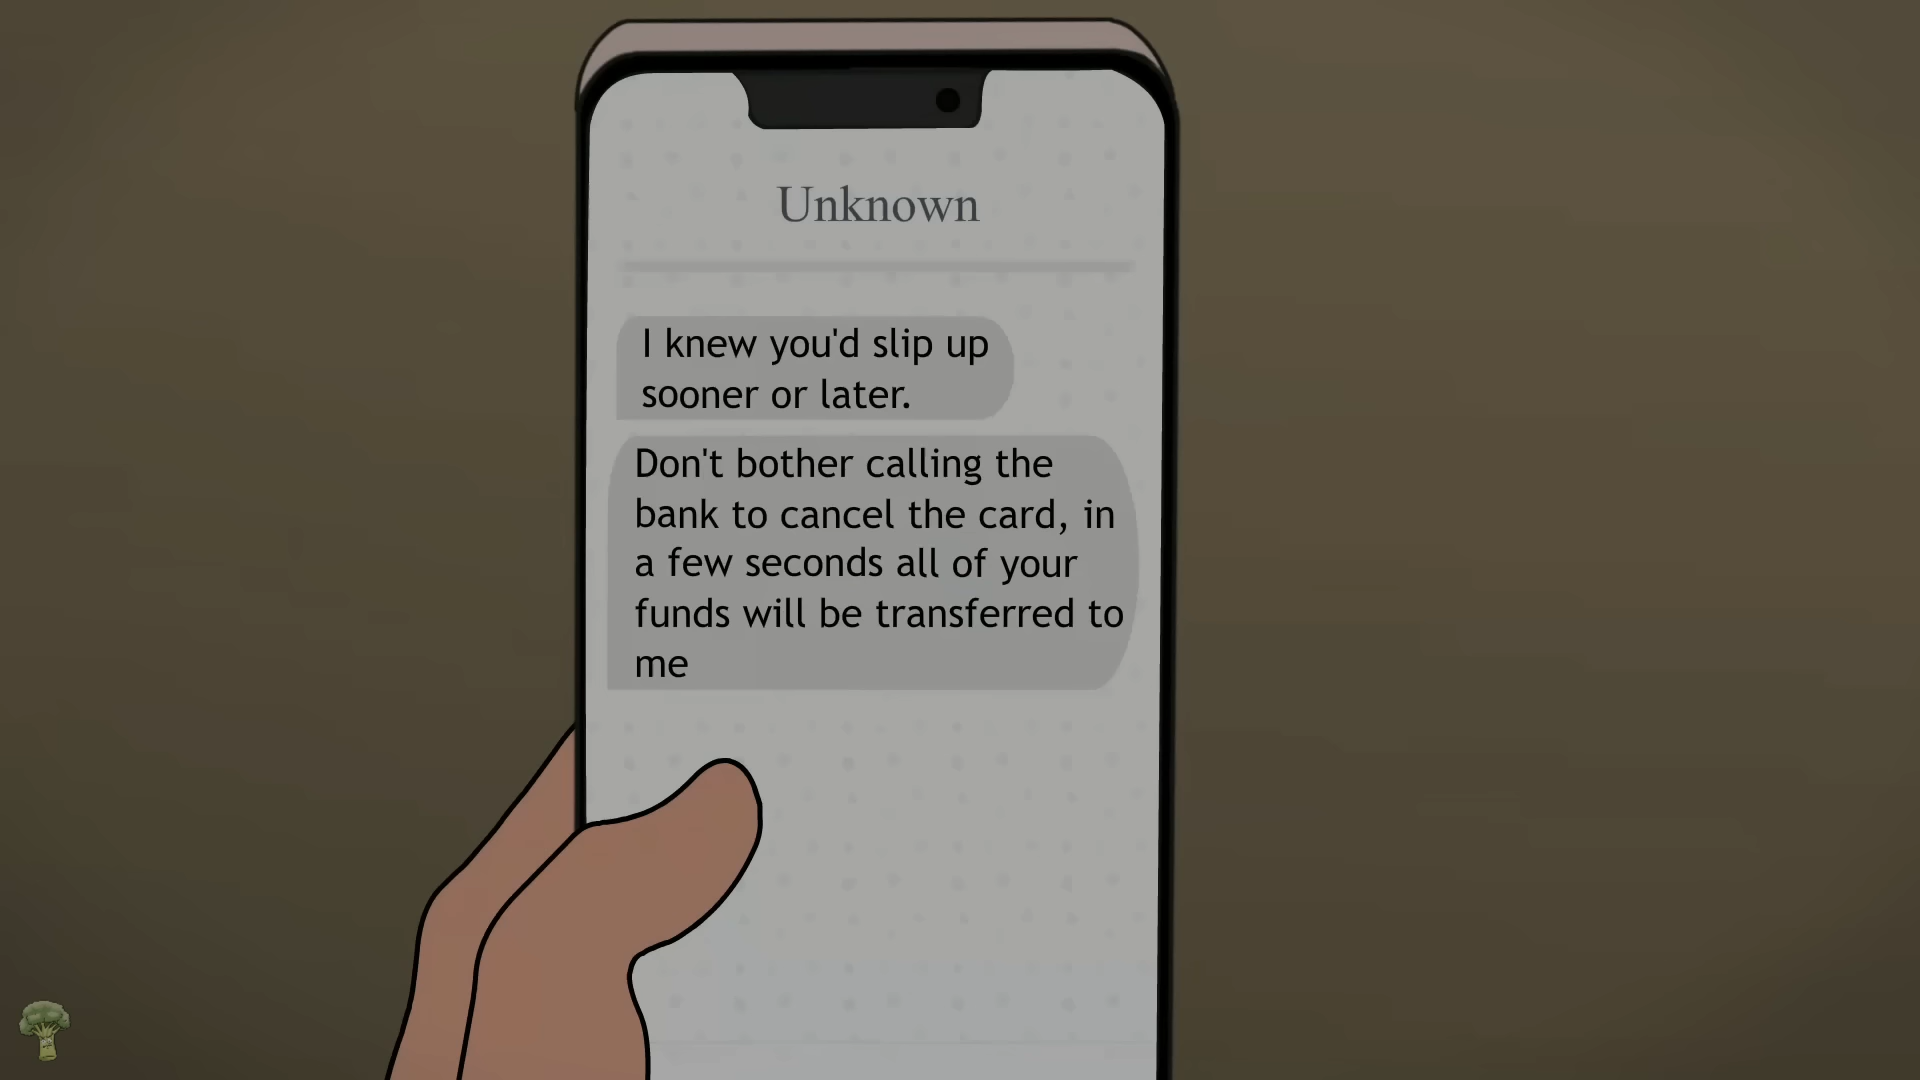 Unknown
I knew you'd slip up
sooner or later.
Don't bother calling the
bank to cancel the card, in
a few seconds all of your
funds will be transferred to
me